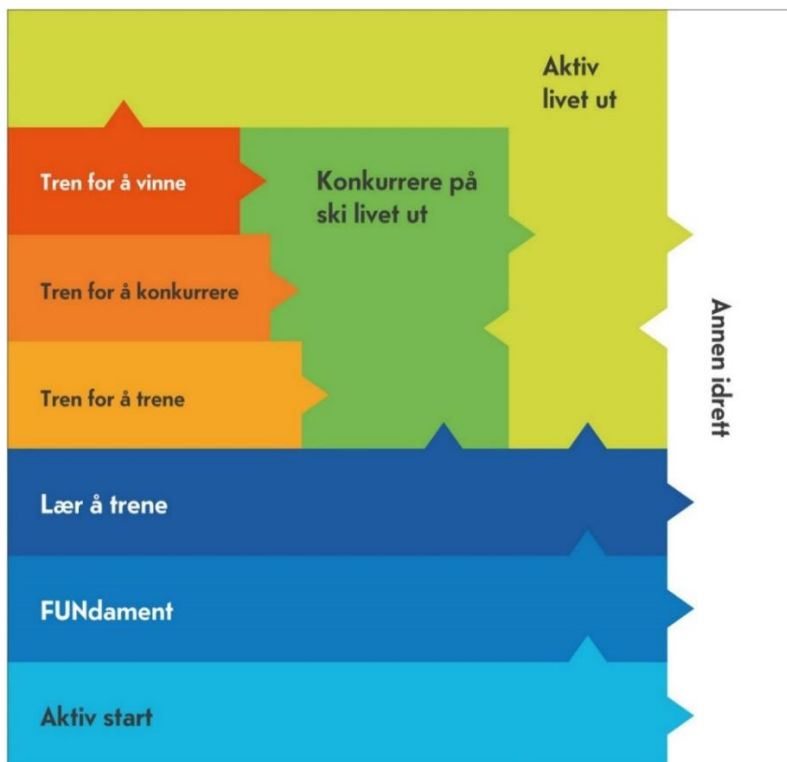 Aktiv
livet ut
Tren for å vinne
Konkurrere på
ski livet ut
Tren for å konkurrere
Tren for å trene
Annen idrett
Lær å trene
FUNdament
Aktiv start